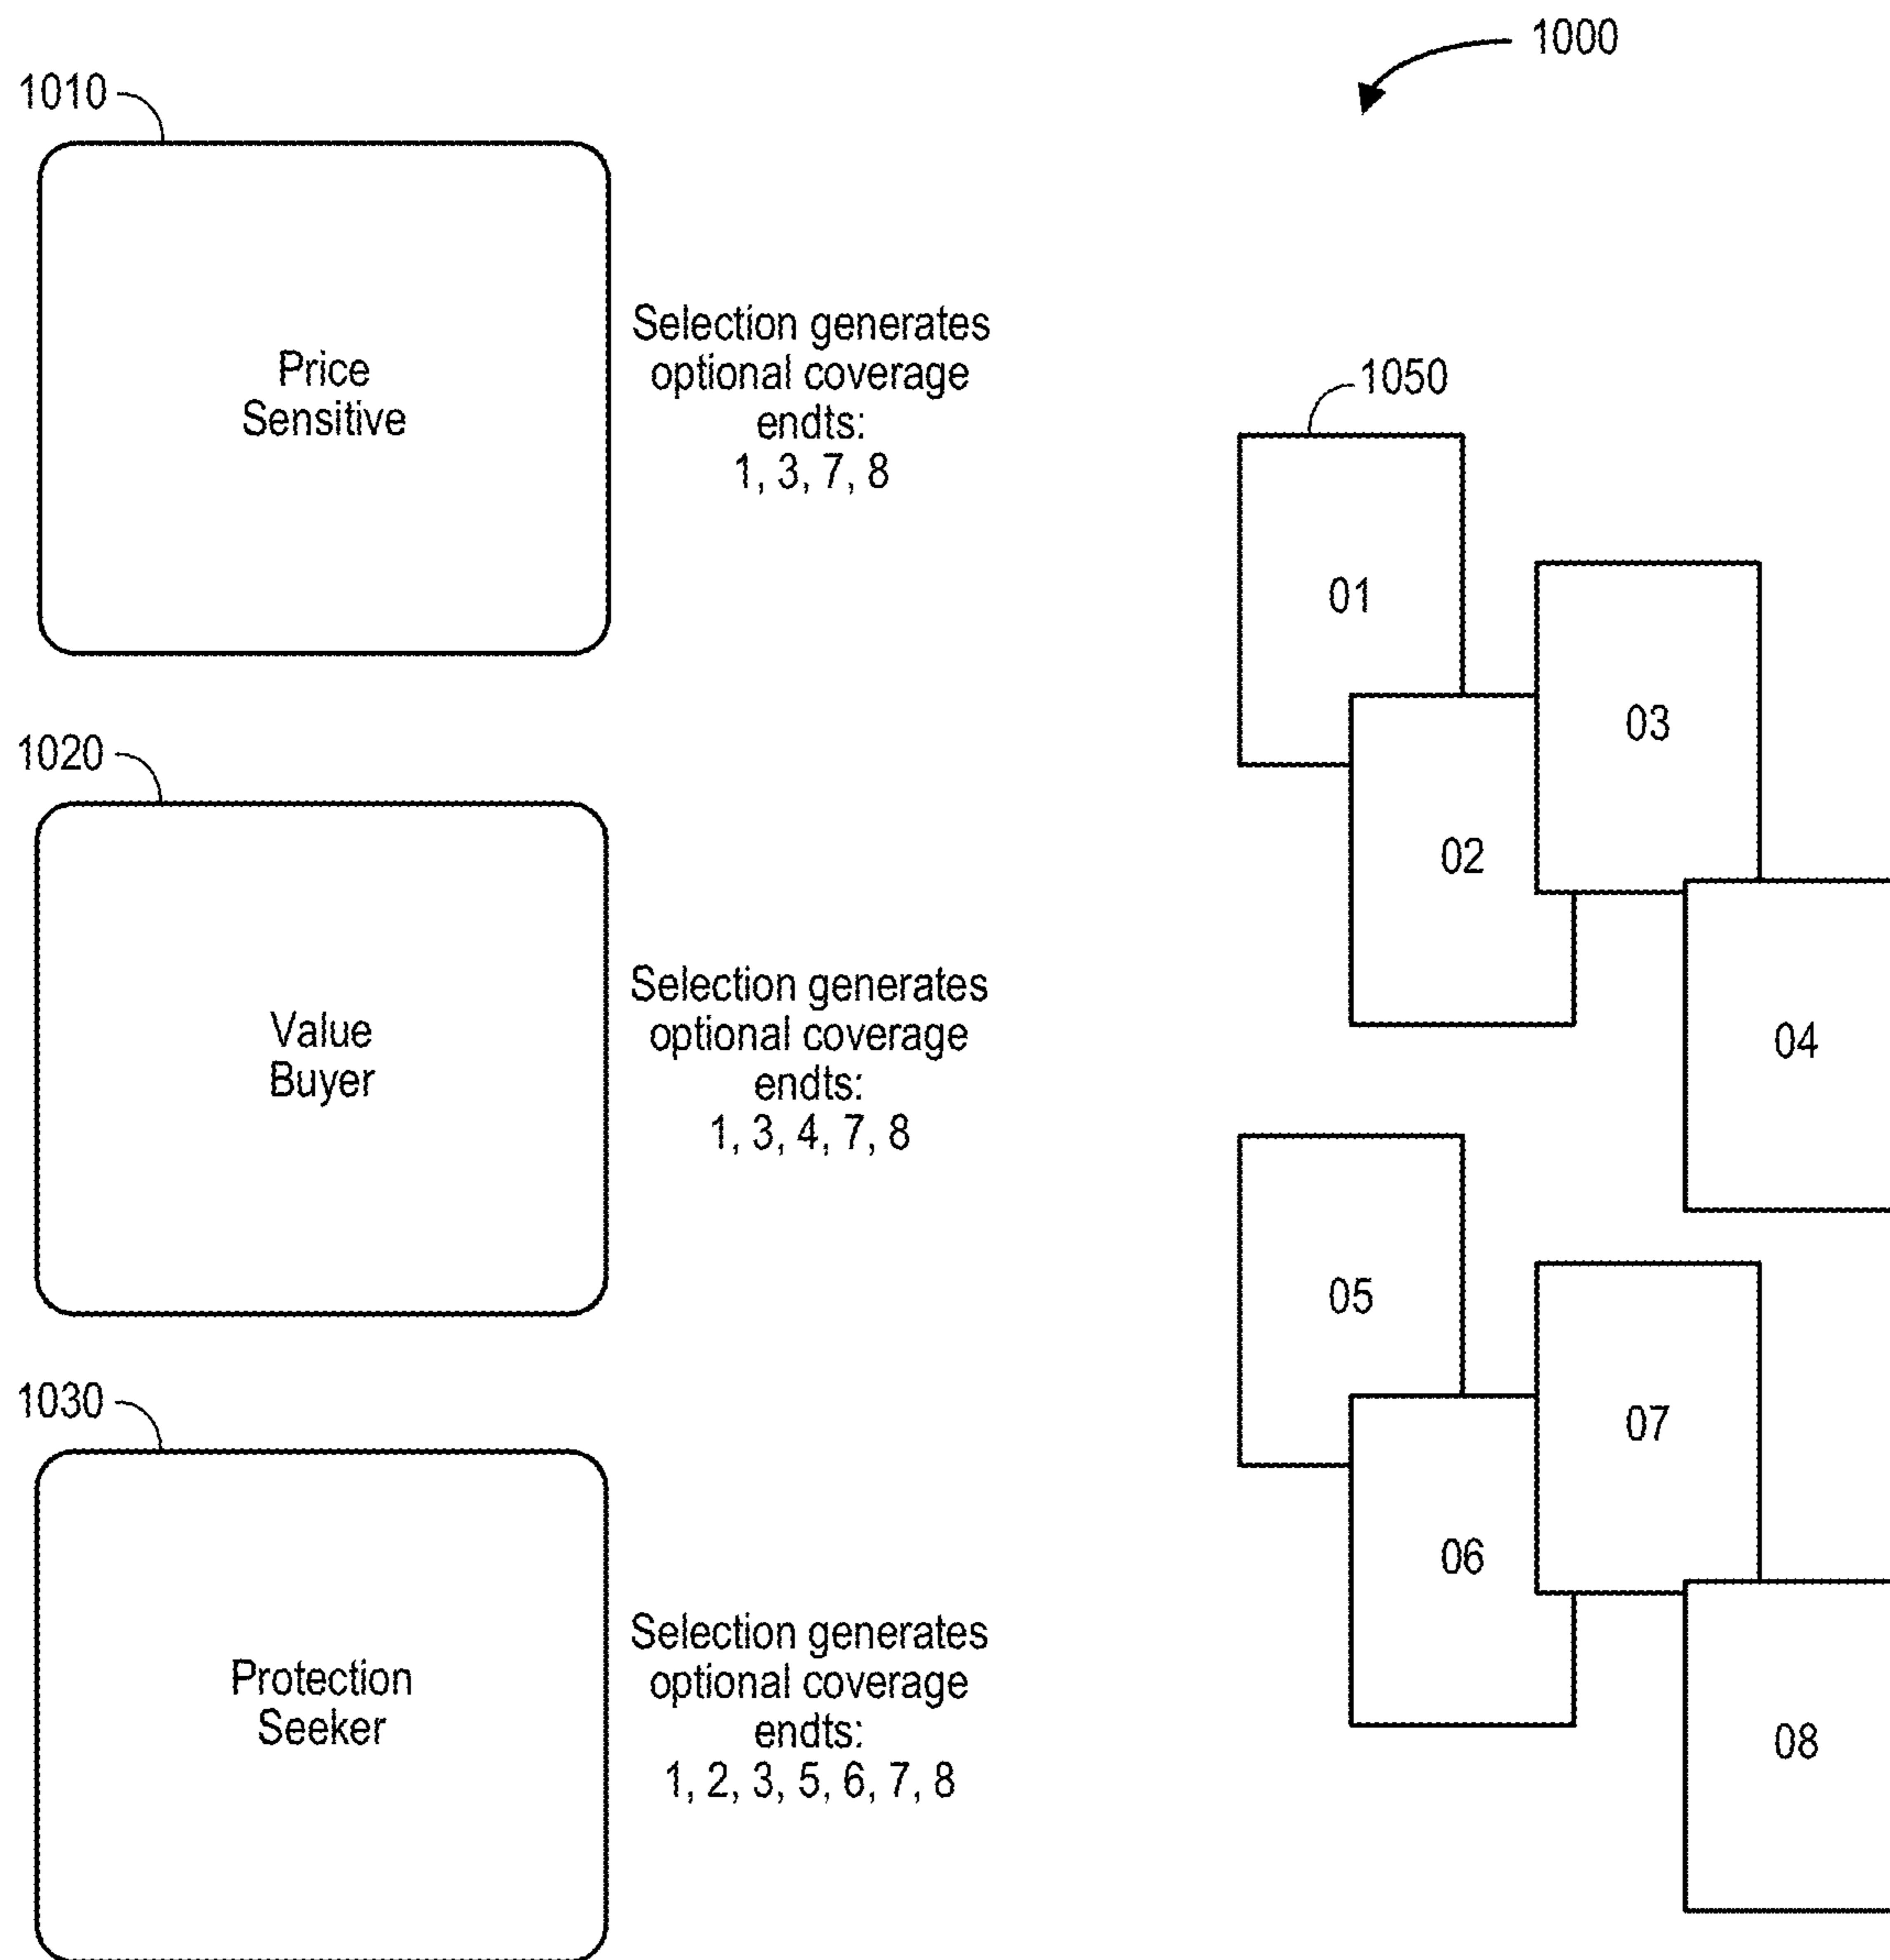 1000
1010
Price
Sensitive
Selection generates
optional coverage
endts:
1, 3, 7, 8
1020
Value
Buyer
Selection generates
optional coverage
endts:
1, 3, 4, 7, 8
1030
Protection
Seeker
Selection generates
optional coverage
endts:
1, 2, 3, 5, 6, 7, 8
1050
01
03
02
04
05
07
06
08